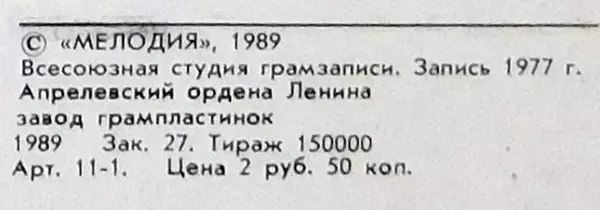 © «МЕЛОДИЯ», 1989
Всесоюзная студия грамзаписи. Запись 1977 г.
Апрелевский ордена Ленина
завод грампластинок
1989 Зак. 27. Тираж 150000
Арт. 11-1. Цена 2 руб. 50 коп.